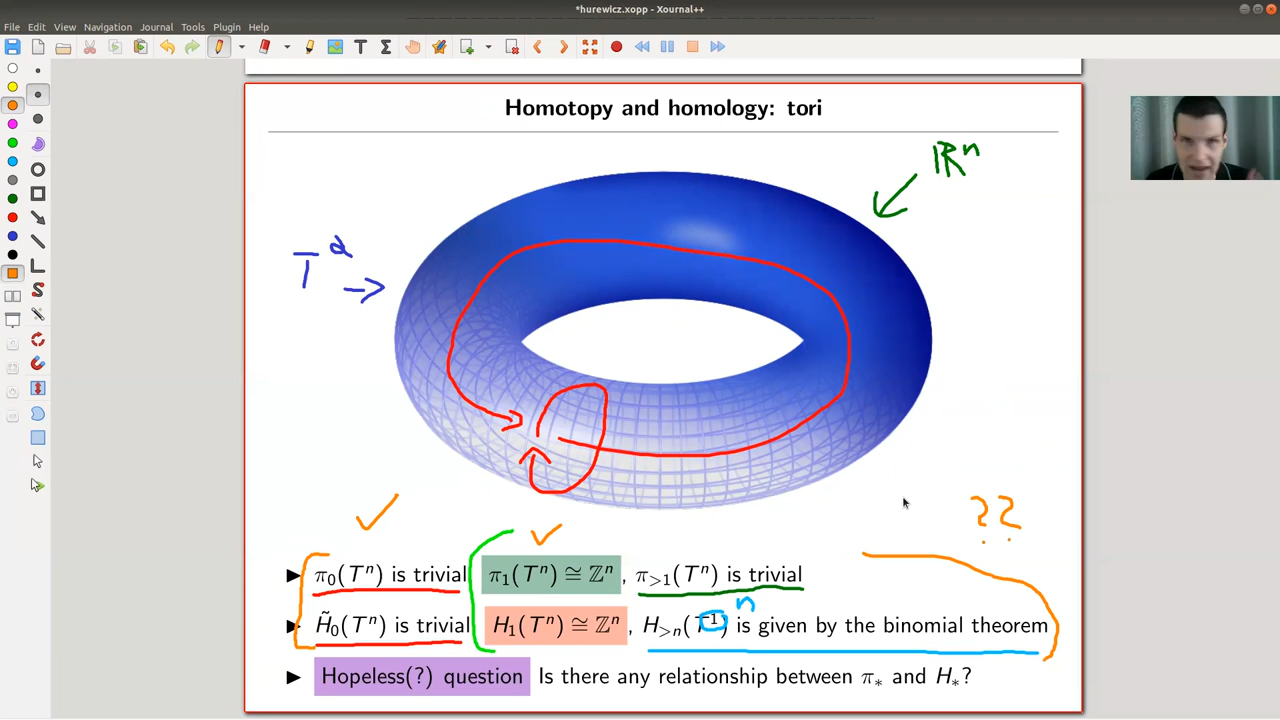 *hurewicz.xopp - Xournal++
File Edit View Navigation Journal Tools Plugin Help
Homotopy and homology: tori
ℝⁿ
T²
??
► π₀(Tⁿ) is trivial π₁(Tⁿ) ≅ ℤⁿ, π>₁(Tⁿ) is trivial
n
► H̃₀(Tⁿ) is trivial H₁(Tⁿ) ≅ ℤⁿ, H>ₙ(T¹) is given by the binomial theorem
► Hopeless(?) question Is there any relationship between π* and H*?